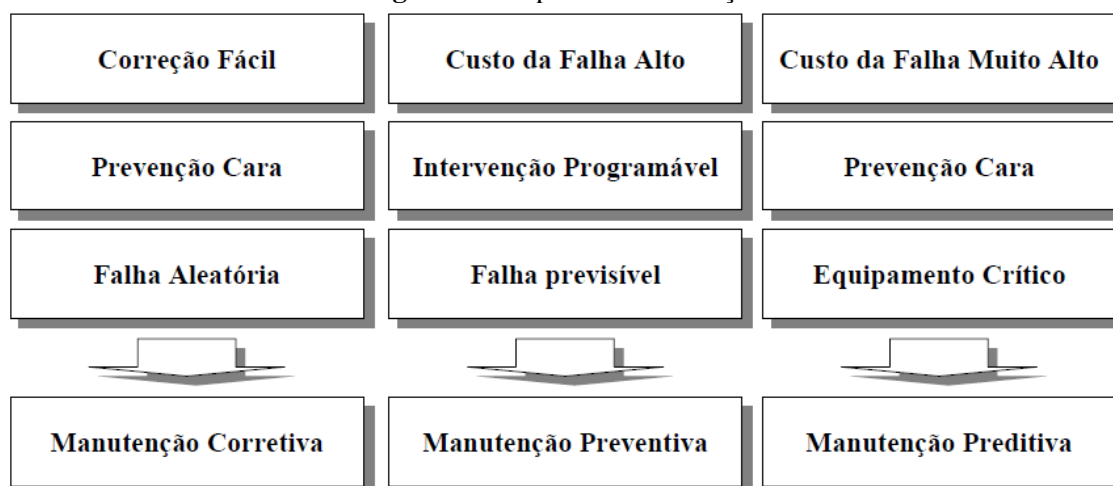 Correção Fácil
Custo da Falha Alto
Custo da Falha Muito Alto
Prevenção Cara
Intervenção Programável
Prevenção Cara
Falha Aleatória
Falha previsível
Equipamento Crítico
Manutenção Corretiva
Manutenção Preventiva
Manutenção Preditiva